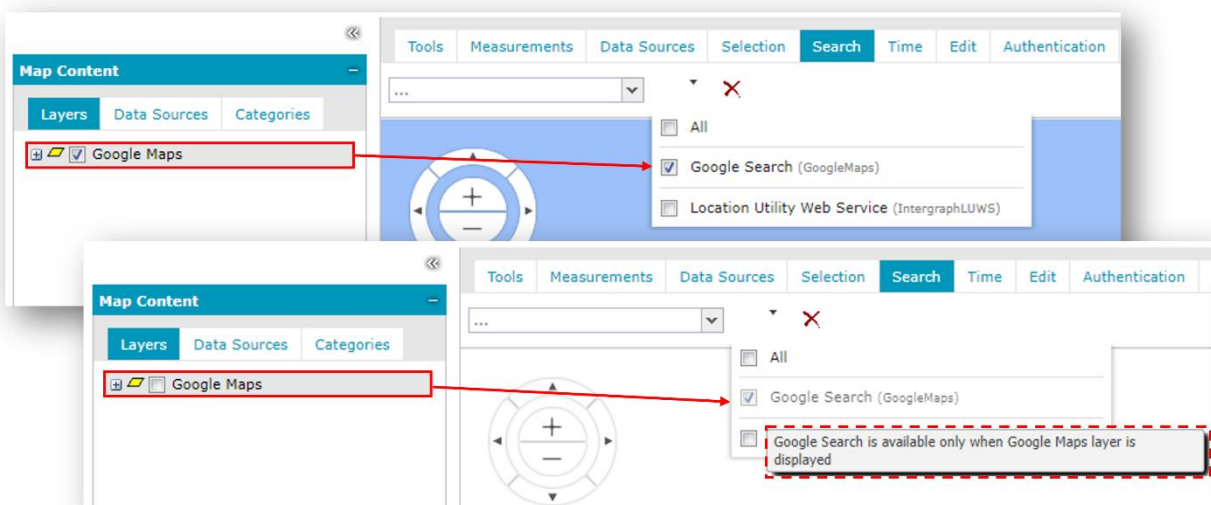 Tools Measurements Data Sources Selection Search Time Edit Authentication
Map Content
...
Layers Data Sources Categories
All
Google Maps
Google Search (GoogleMaps)
Location Utility Web Service (IntergraphLUWS)
Tools Measurements Data Sources Selection Search Time Edit Authentication
Map Content
...
Layers Data Sources Categories
All
Google Maps
Google Search (GoogleMaps)
Google Search is available only when Google Maps layer is
displayed